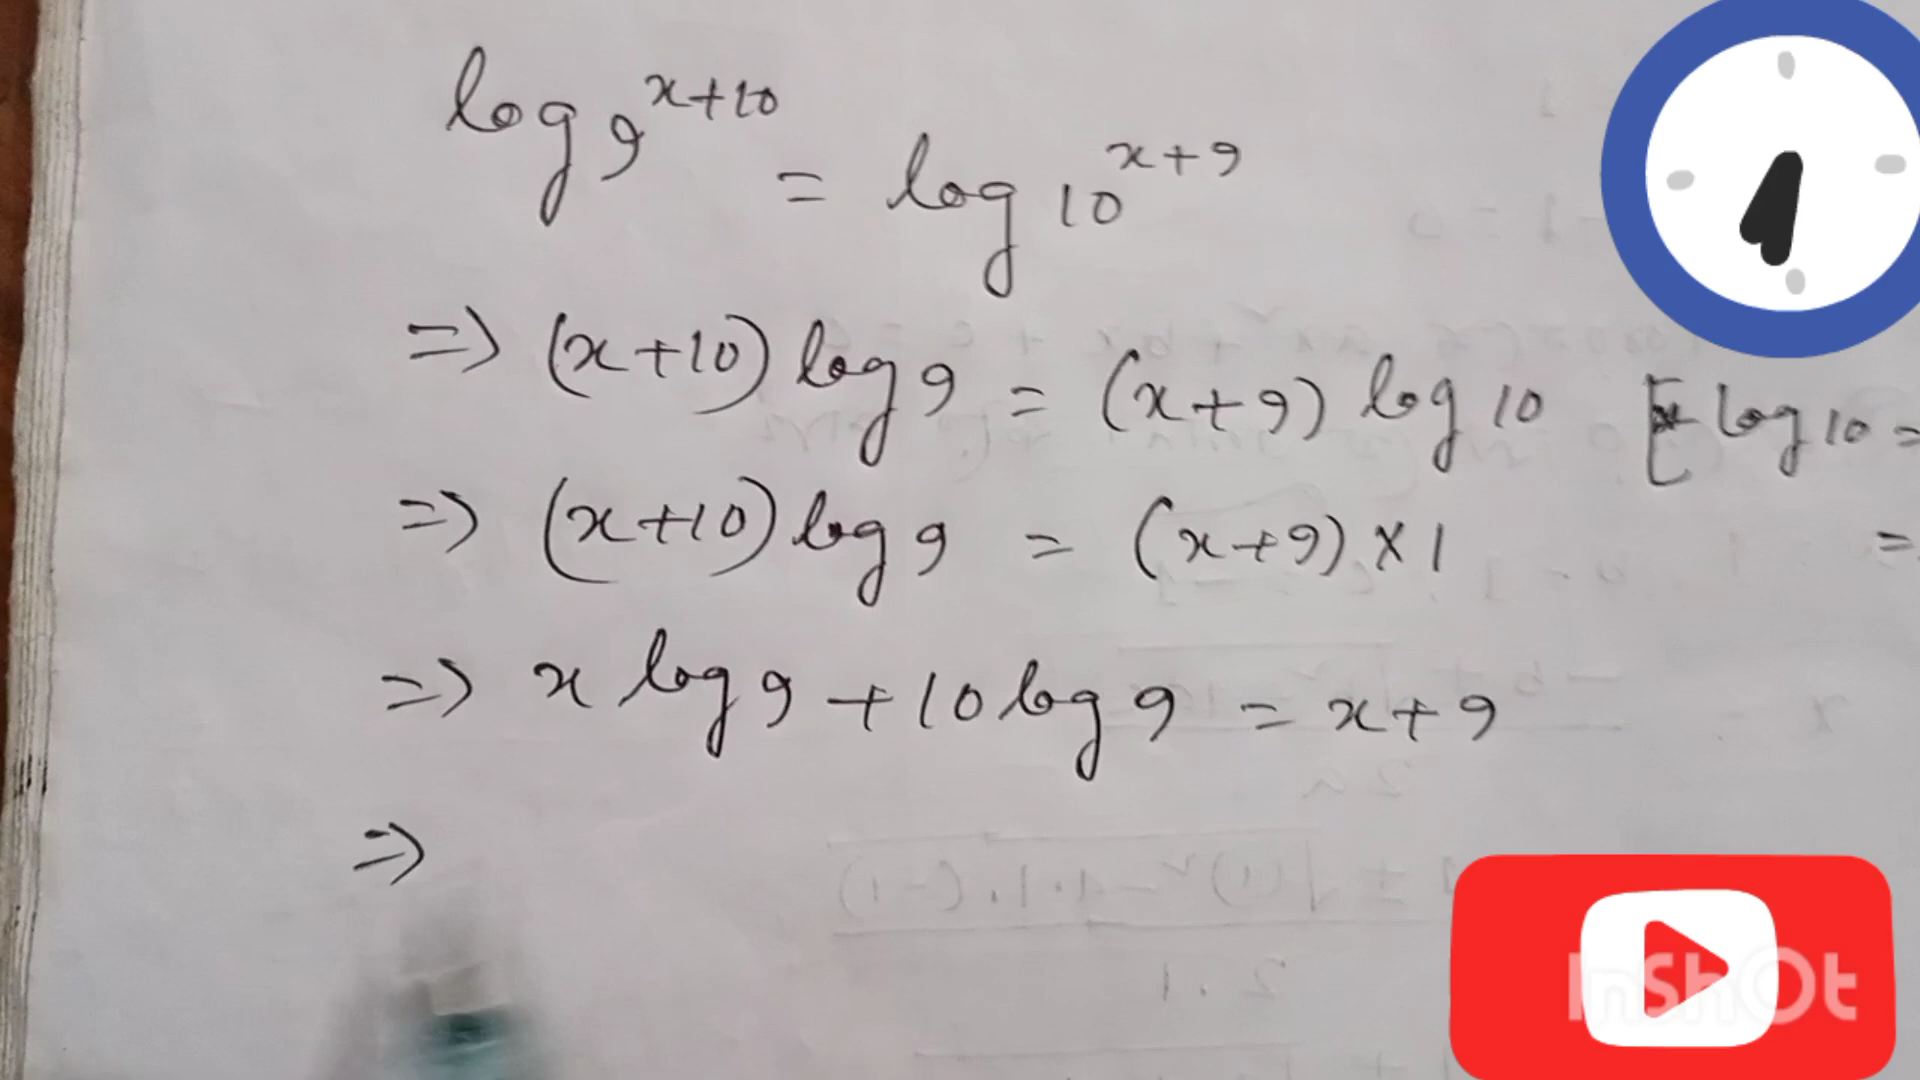 log 9^{x+10} = log 10^{x+9}
=> (x+10) log 9 = (x+9) log 10 [* log 10 =
=> (x+10) log 9 = (x+9) × 1 =
=> x log 9 + 10 log 9 = x+9
=>
InShOt